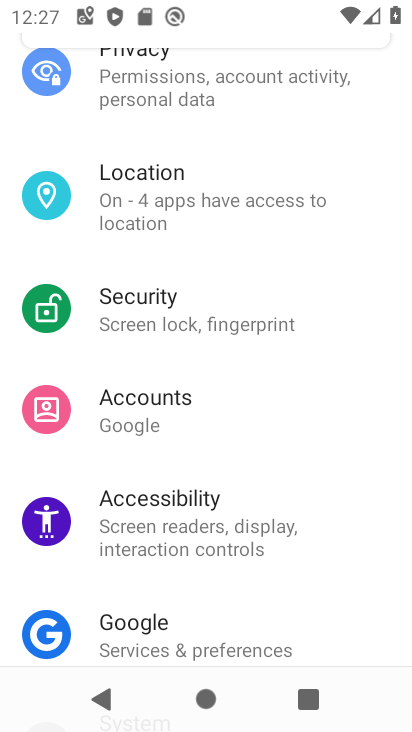 12:27
Privacy
Permissions, account activity,
personal data
Location
On - 4 apps have access to
location
Security
Screen lock, fingerprint
Accounts
Google
Accessibility
Screen readers, display,
interaction controls
Google
Services & preferences
System